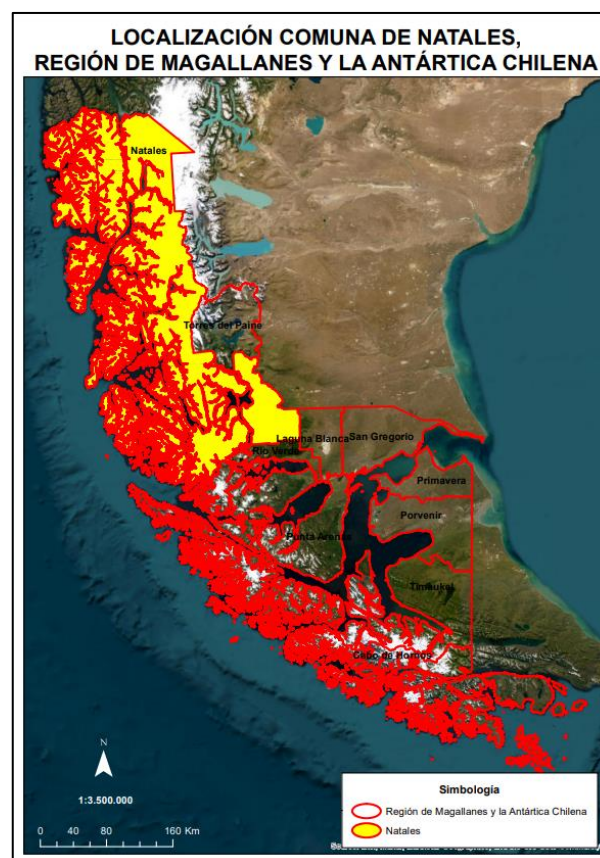 LOCALIZACIÓN COMUNA DE NATALES,
REGIÓN DE MAGALLANES Y LA ANTÁRTICA CHILENA
Natales
Torres del Paine
Laguna Blanca
San Gregorio
Río Verde
Primavera
Porvenir
Punta Arenas
Timaukel
Cabo de Hornos
N
1:3.500.000
0 40 80 160 Km
Simbología
Región de Magallanes y la Antártica Chilena
Natales